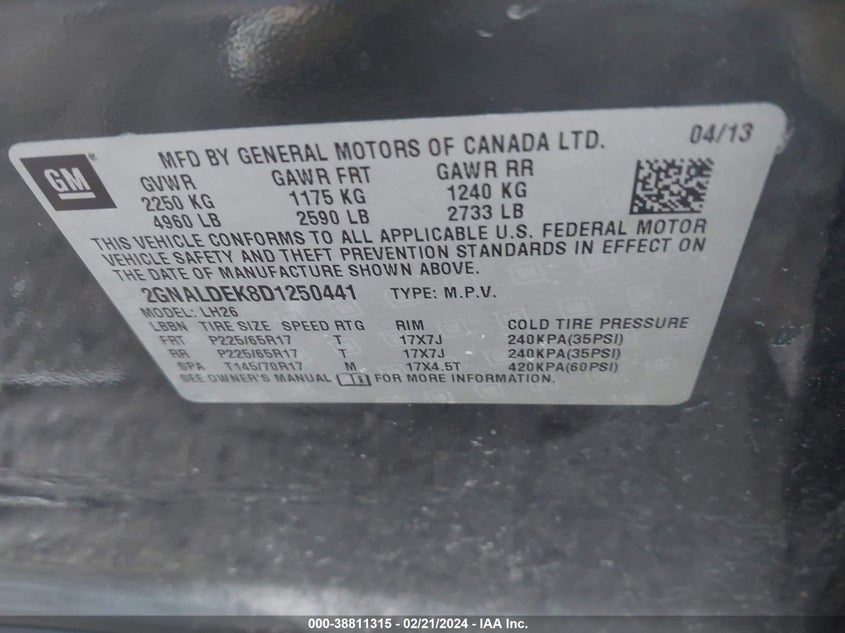 GM
MFD BY GENERAL MOTORS OF CANADA LTD. 04/13
GVWR GAWR FRT GAWR RR
2250 KG 1175 KG 1240 KG
4960 LB 2590 LB 2733 LB
THIS VEHICLE CONFORMS TO ALL APPLICABLE U.S. FEDERAL MOTOR
VEHICLE SAFETY AND THEFT PREVENTION STANDARDS IN EFFECT ON
THE DATE OF MANUFACTURE SHOWN ABOVE.
2GNALDEK8D1250441 TYPE: M.P.V.
MODEL: LH26
LBBN TIRE SIZE SPEED RTG RIM COLD TIRE PRESSURE
FRT P225/65R17 T 17X7J 240KPA(35PSI)
RR P225/65R17 T 17X7J 240KPA(35PSI)
SPA T145/70R17 M 17X4.5T 420KPA(60PSI)
SEE OWNER'S MANUAL FOR MORE INFORMATION.
000-38811315 - 02/21/2024 - IAA Inc.